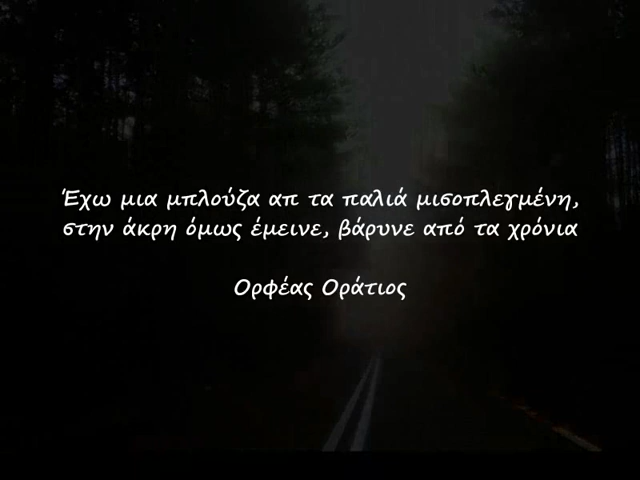 Έχω μια μπλούζα απ τα παλιά μισοπλεγμένη,
στην άκρη όμως έμεινε, βάρυνε από τα χρόνια
Ορφέας Οράτιος